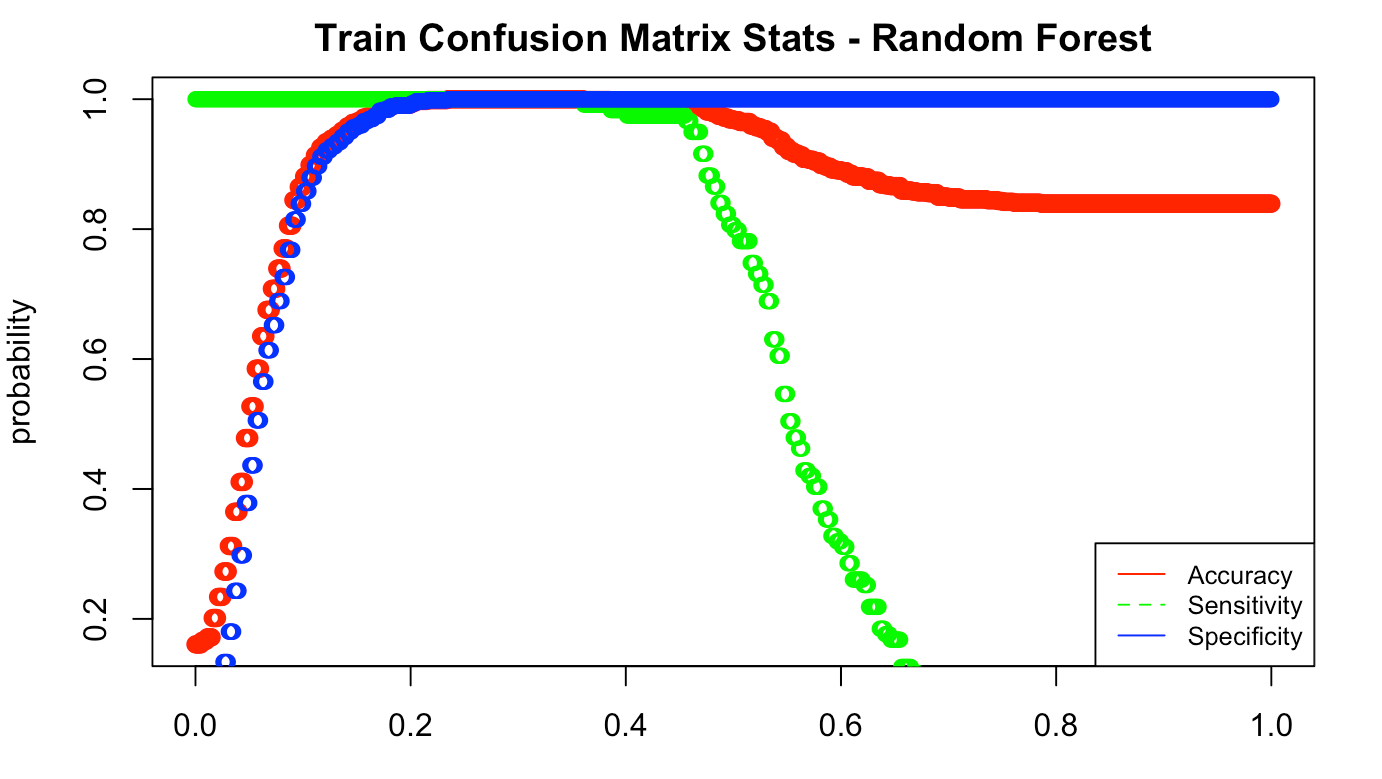 Train Confusion Matrix Stats - Random Forest
probability
1.0
0.8
0.6
0.4
0.2
Accuracy
Sensitivity
Specificity
0.0 0.2 0.4 0.6 0.8 1.0